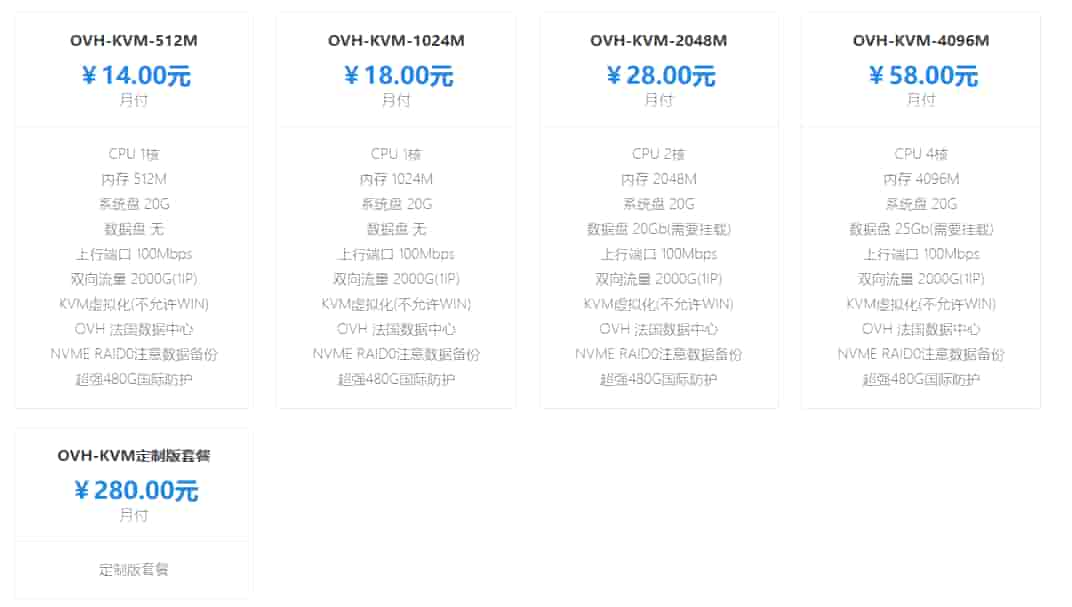 OVH-KVM-512M
¥14.00元
月付
CPU 1核
内存 512M
系统盘 20G
数据盘 无
上行端口 100Mbps
双向流量 2000G(1IP)
KVM虚拟化(不允许WIN)
OVH 法国数据中心
NVME RAID0注意数据备份
超强480G国际防护
OVH-KVM-1024M
¥18.00元
月付
CPU 1核
内存 1024M
系统盘 20G
数据盘 无
上行端口 100Mbps
双向流量 2000G(1IP)
KVM虚拟化(不允许WIN)
OVH 法国数据中心
NVME RAID0注意数据备份
超强480G国际防护
OVH-KVM-2048M
¥28.00元
月付
CPU 2核
内存 2048M
系统盘 20G
数据盘 20Gb(需要挂载)
上行端口 100Mbps
双向流量 2000G(1IP)
KVM虚拟化(不允许WIN)
OVH 法国数据中心
NVME RAID0注意数据备份
超强480G国际防护
OVH-KVM-4096M
¥58.00元
月付
CPU 4核
内存 4096M
系统盘 20G
数据盘 25Gb(需要挂载)
上行端口 100Mbps
双向流量 2000G(1IP)
KVM虚拟化(不允许WIN)
OVH 法国数据中心
NVME RAID0注意数据备份
超强480G国际防护
OVH-KVM定制版套餐
¥280.00元
月付
定制版套餐